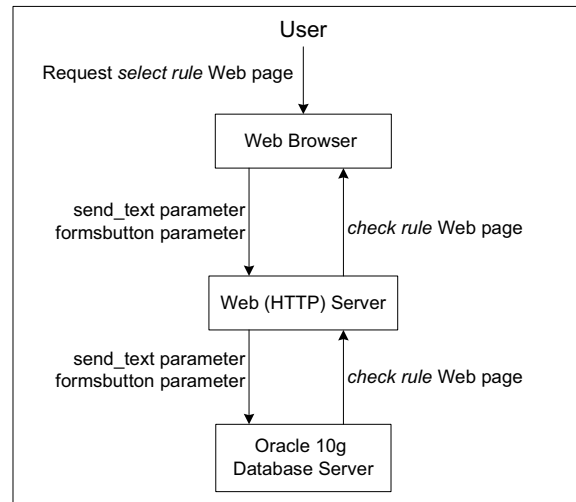 User
Request select rule Web page
Web Browser
send_text parameter
formsbutton parameter
check rule Web page
Web (HTTP) Server
send_text parameter
formsbutton parameter
check rule Web page
Oracle 10g
Database Server